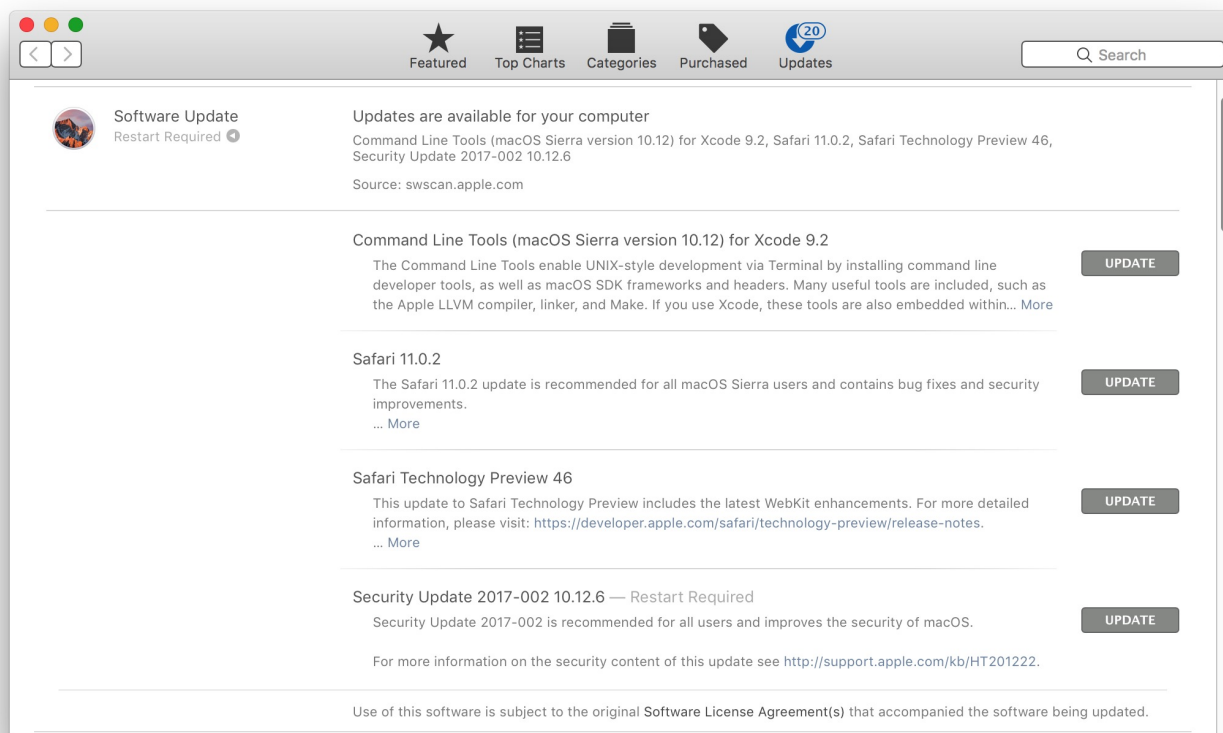 20
Featured
Top Charts
Categories
Purchased
Updates
Search
Software Update
Restart Required
Updates are available for your computer
Command Line Tools (macOS Sierra version 10.12) for Xcode 9.2, Safari 11.0.2, Safari Technology Preview 46,
Security Update 2017-002 10.12.6
Source: swscan.apple.com
Command Line Tools (macOS Sierra version 10.12) for Xcode 9.2
The Command Line Tools enable UNIX-style development via Terminal by installing command line
developer tools, as well as macOS SDK frameworks and headers. Many useful tools are included, such as
the Apple LLVM compiler, linker, and Make. If you use Xcode, these tools are also embedded within... More
UPDATE
Safari 11.0.2
The Safari 11.0.2 update is recommended for all macOS Sierra users and contains bug fixes and security
improvements.
... More
UPDATE
Safari Technology Preview 46
This update to Safari Technology Preview includes the latest WebKit enhancements. For more detailed
information, please visit: https://developer.apple.com/safari/technology-preview/release-notes.
... More
UPDATE
Security Update 2017-002 10.12.6 — Restart Required
Security Update 2017-002 is recommended for all users and improves the security of macOS.
For more information on the security content of this update see http://support.apple.com/kb/HT201222.
UPDATE
Use of this software is subject to the original Software License Agreement(s) that accompanied the software being updated.